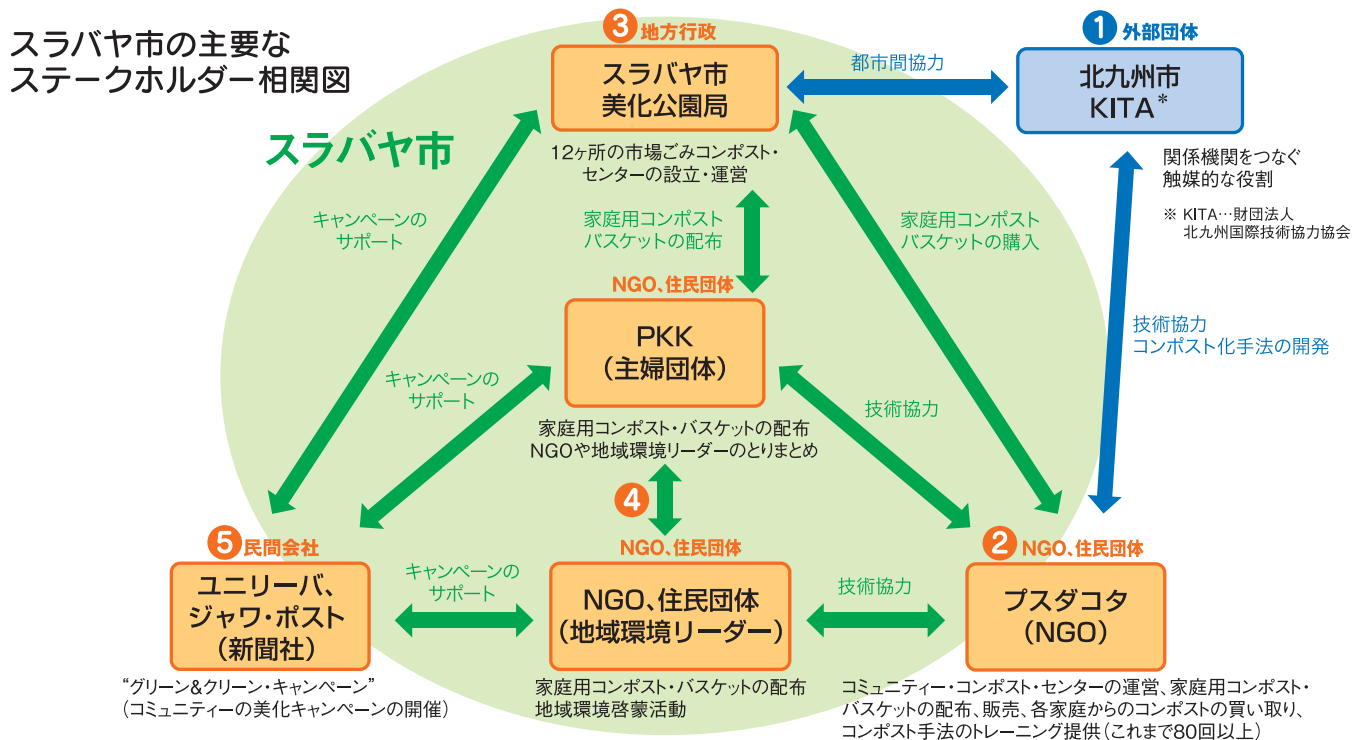 スラバヤ市の主要な
ステークホルダー相関図
スラバヤ市
❸地方行政
スラバヤ市
美化公園局
12ヶ所の市場ごみコンポスト・
センターの設立・運営
都市間協力
❶外部団体
北九州市
KITA*
関係機関をつなぐ
触媒的な役割
※ KITA…財団法人
北九州国際技術協力協会
キャンペーンの
サポート
家庭用コンポスト
バスケットの配布
家庭用コンポスト
バスケットの購入
技術協力
コンポスト化手法の開発
NGO、住民団体
PKK
(主婦団体)
家庭用コンポスト・バスケットの配布
NGOや地域環境リーダーのとりまとめ
キャンペーンの
サポート
技術協力
❹
❺民間会社
ユニリーバ、
ジャワ・ポスト
(新聞社)
“グリーン&クリーン・キャンペーン”
(コミュニティーの美化キャンペーンの開催)
キャンペーンの
サポート
NGO、住民団体
NGO、住民団体
(地域環境リーダー)
家庭用コンポスト・バスケットの配布
地域環境啓蒙活動
技術協力
❷NGO、住民団体
プスダコタ
(NGO)
コミュニティー・コンポスト・センターの運営、家庭用コンポスト・
バスケットの配布、販売、各家庭からのコンポストの買い取り、
コンポスト手法のトレーニング提供(これまで80回以上)